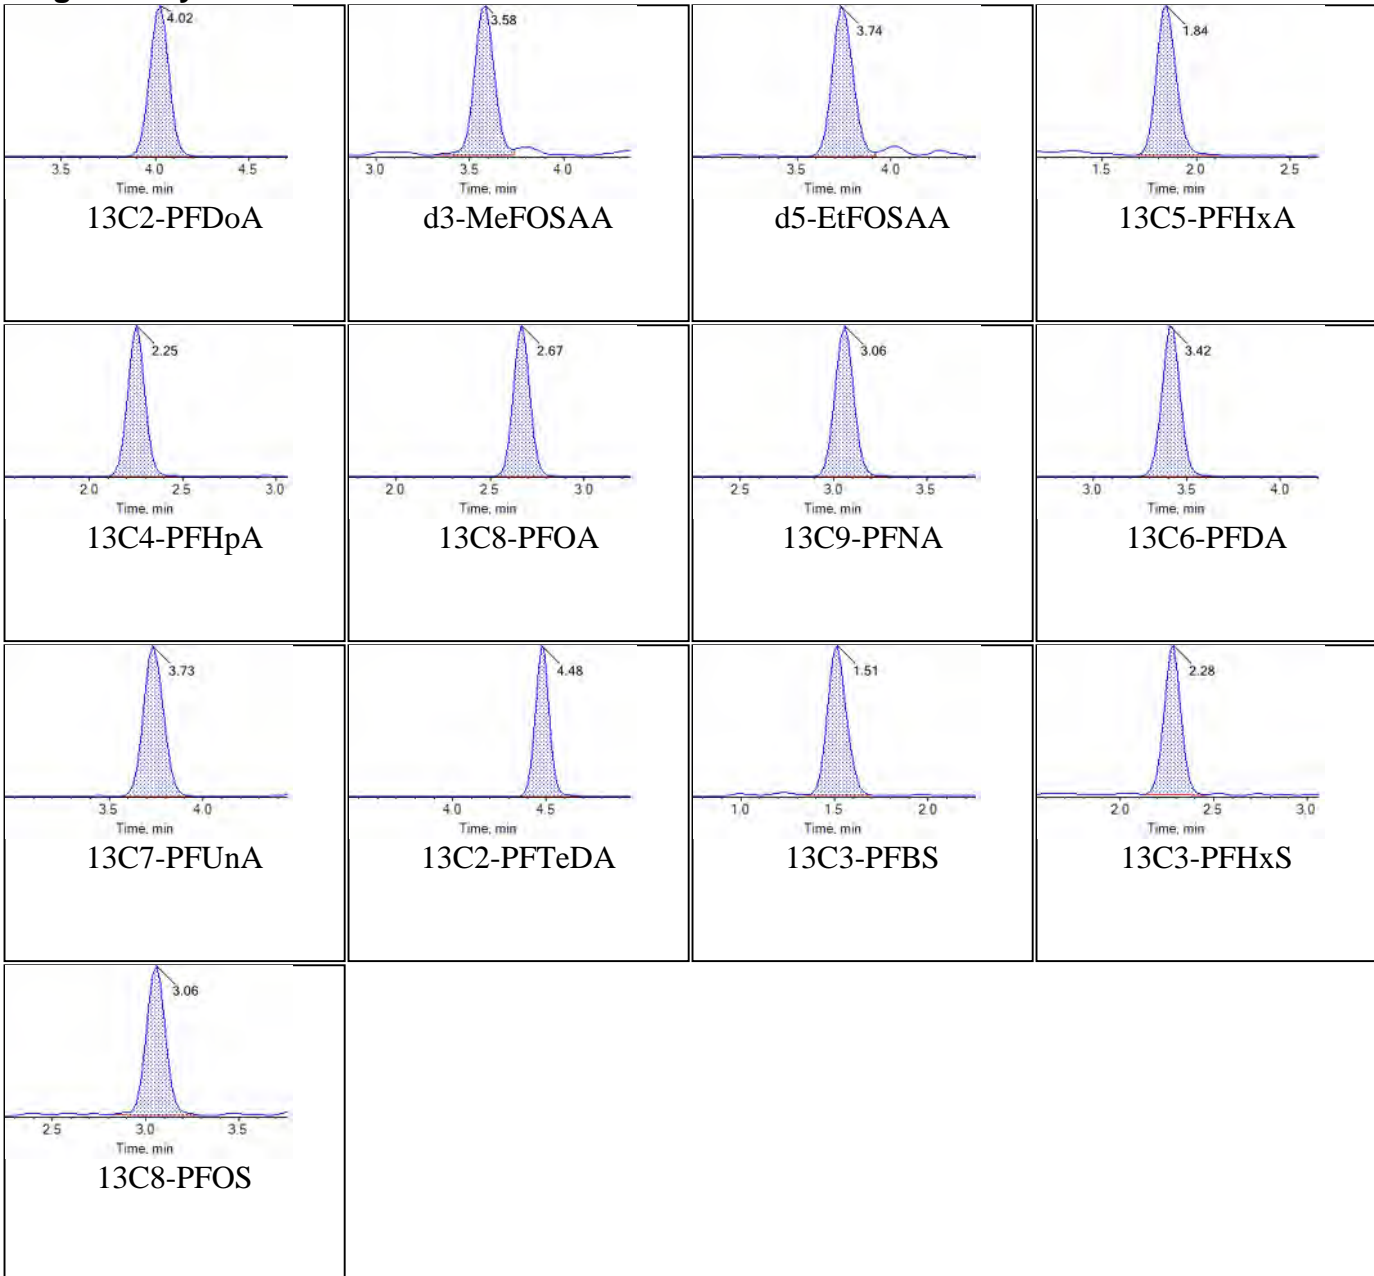 4.02
3.5 4.0 4.5
Time, min
13C2-PFDoA
3.58
3.0 3.5 4.0
Time, min
d3-MeFOSAA
3.74
3.5 4.0
Time, min
d5-EtFOSAA
1.84
1.5 2.0 2.5
Time, min
13C5-PFHxA
2.25
2.0 2.5 3.0
Time, min
13C4-PFHpA
2.67
2.0 2.5 3.0
Time, min
13C8-PFOA
3.06
2.5 3.0 3.5
Time, min
13C9-PFNA
3.42
3.0 3.5 4.0
Time, min
13C6-PFDA
3.73
3.5 4.0
Time, min
13C7-PFUnA
4.48
4.0 4.5
Time, min
13C2-PFTeDA
1.51
1.0 1.5 2.0
Time, min
13C3-PFBS
2.28
2.0 2.5 3.0
Time, min
13C3-PFHxS
3.06
2.5 3.0 3.5
Time, min
13C8-PFOS